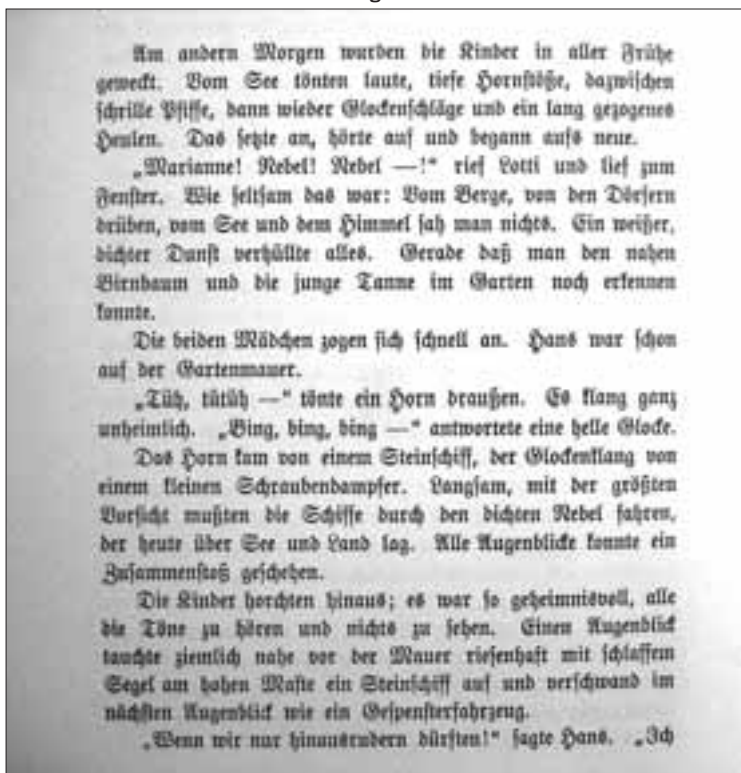 Am andern Morgen wurden die Kinder in aller Frühe
geweckt. Vom See tönten laute, tiefe Hornstöße, dazwischen
schrille Pfiffe, dann wieder Glockenschläge und ein lang gezogenes
Heulen. Das setzte an, hörte auf und begann aufs neue.
„Marianne! Nebel! Nebel —!“ rief Lotti und lief zum
Fenster. Wie seltsam das war: Vom Berge, von den Dörfern
drüben, vom See und dem Himmel sah man nichts. Ein weißer,
dichter Dunst verhüllte alles. Gerade daß man den nahen
Birnbaum und die junge Tanne im Garten noch erkennen
konnte.
Die beiden Mädchen zogen sich schnell an. Hans war schon
auf der Gartenmauer.
„Tüh, tütüh —“ tönte ein Horn draußen. Es klang ganz
unheimlich. „Bing, bing, bing —“ antwortete eine helle Glocke.
Das Horn kam von einem Steinschiff, der Glockenklang von
einem kleinen Schraubendampfer. Langsam, mit der größten
Vorsicht mußten die Schiffe durch den dichten Nebel fahren,
der heute über See und Land lag. Alle Augenblicke konnte ein
Zusammenstoß geschehen.
Die Kinder horchten hinaus; es war so geheimnisvoll, alle
die Töne zu hören und nichts zu sehen. Einen Augenblick
tauchte ziemlich nahe vor der Mauer riesenhaft mit schlaffem
Segel am hohen Maste ein Steinschiff auf und verschwand im
nächsten Augenblick wie ein Gespensterfahrzeug.
„Wenn wir nur hinausrudern dürften!“ sagte Hans. „Ich